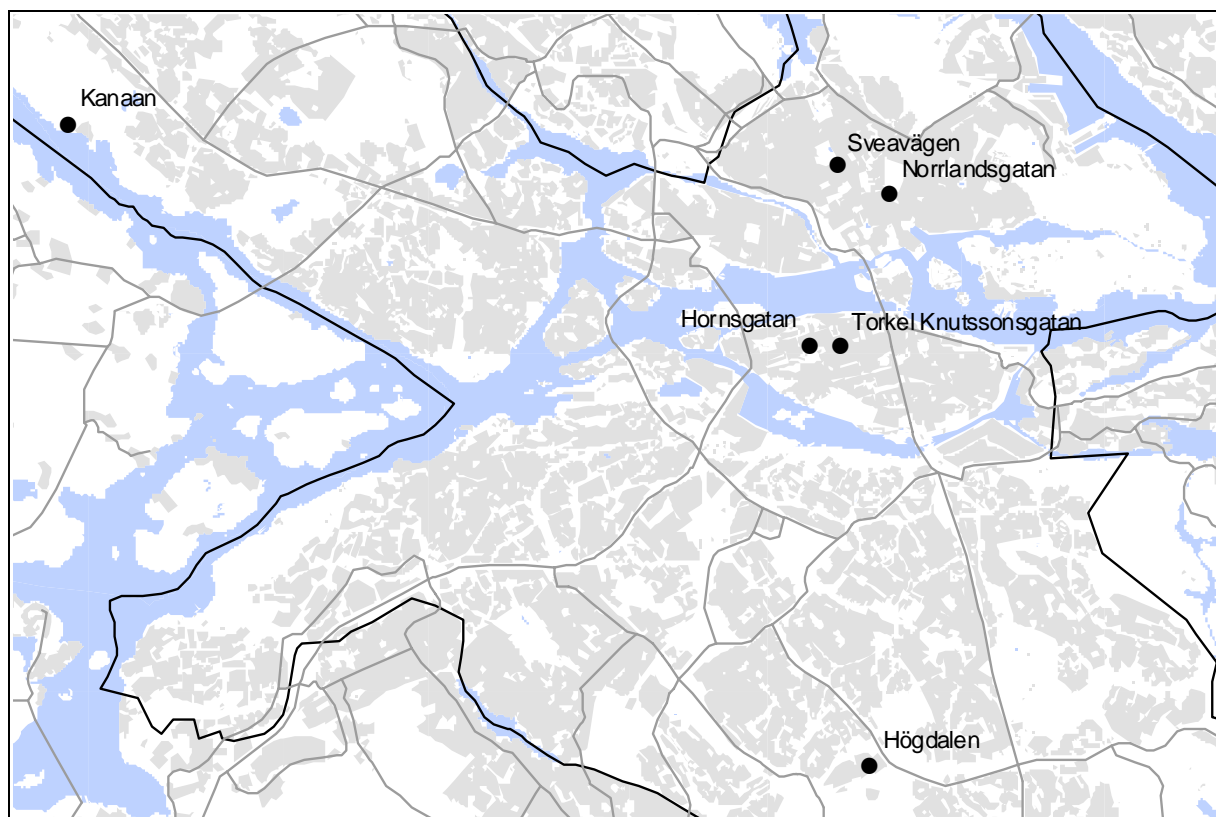 Kanaan
Sveavägen
Norrlandsgatan
Hornsgatan
Torkel Knutssonsgatan
Högdalen